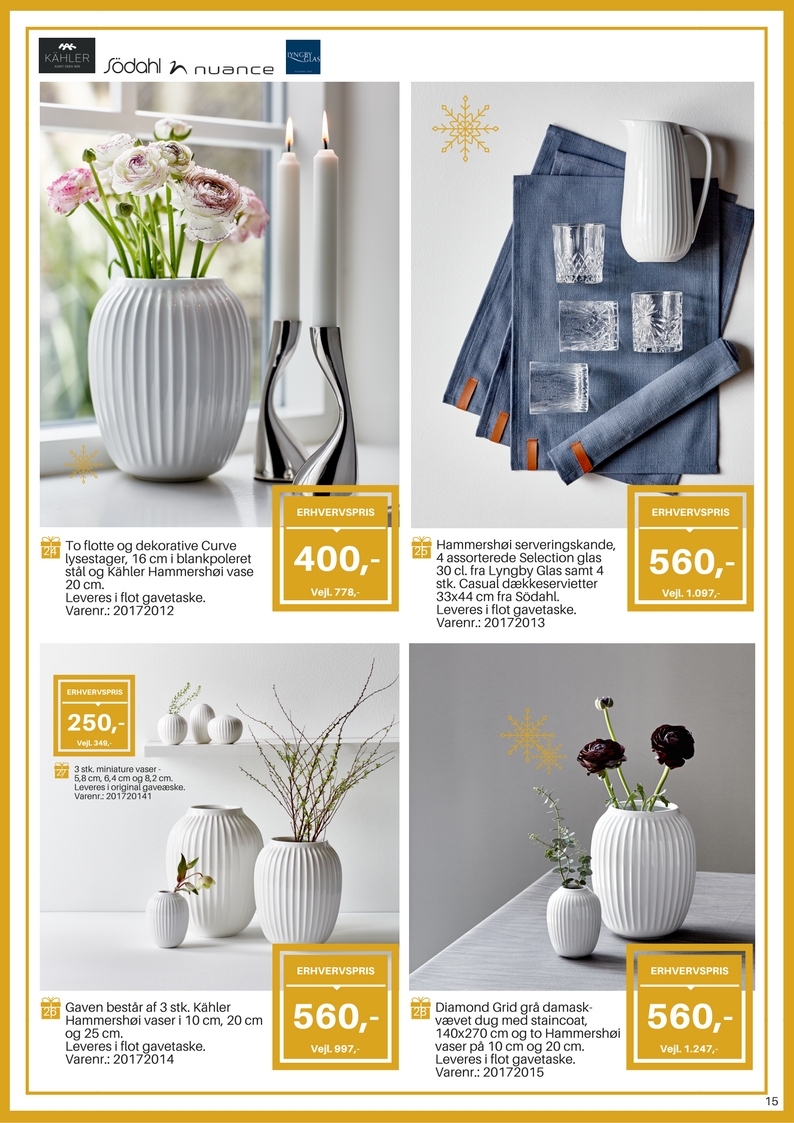 KÄHLER
Södahl
nuance
LYNGBY
GLAS
ERHVERVSPRIS
400,-
Vejl. 778,-
24
To flotte og dekorative Curve
lysestager, 16 cm i blankpoleret
stål og Kähler Hammershøi vase
20 cm.
Leveres i flot gavetaske.
Varenr.: 20172012
ERHVERVSPRIS
560,-
Vejl. 1.097,-
25
Hammershøi serveringskande,
4 assorterede Selection glas
30 cl. fra Lyngby Glas samt 4
stk. Casual dækkeservietter
33x44 cm fra Södahl.
Leveres i flot gavetaske.
Varenr.: 20172013
ERHVERVSPRIS
250,-
Vejl. 349,-
27
3 stk. miniature vaser -
5,8 cm, 6,4 cm og 8,2 cm.
Leveres i original gaveæske.
Varenr.: 201720141
ERHVERVSPRIS
560,-
Vejl. 997,-
26
Gaven består af 3 stk. Kähler
Hammershøi vaser i 10 cm, 20 cm
og 25 cm.
Leveres i flot gavetaske.
Varenr.: 20172014
ERHVERVSPRIS
560,-
Vejl. 1.247,-
28
Diamond Grid grå damask-
vævet dug med staincoat,
140x270 cm og to Hammershøi
vaser på 10 cm og 20 cm.
Leveres i flot gavetaske.
Varenr.: 20172015
15